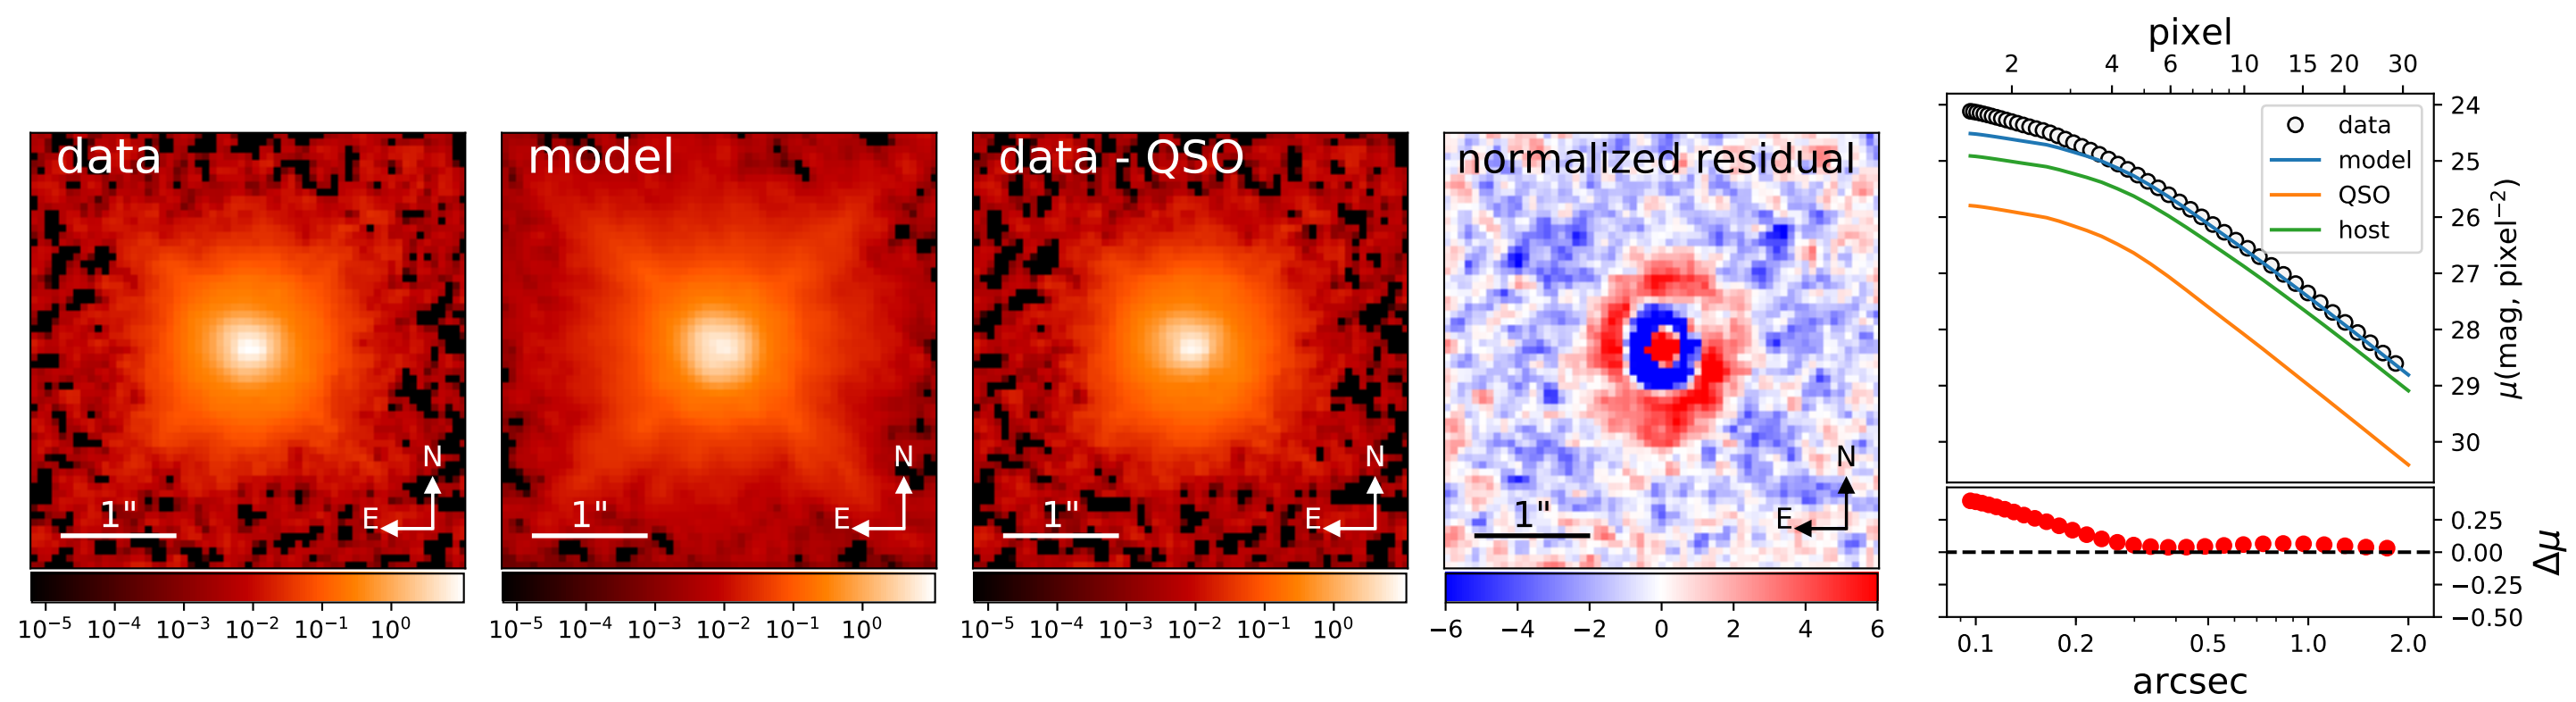 data
N
E
1"
10⁻⁵ 10⁻⁴ 10⁻³ 10⁻² 10⁻¹ 10⁰
model
N
E
1"
10⁻⁵ 10⁻⁴ 10⁻³ 10⁻² 10⁻¹ 10⁰
data - QSO
N
E
1"
10⁻⁵ 10⁻⁴ 10⁻³ 10⁻² 10⁻¹ 10⁰
normalized residual
N
E
1"
−6 −4 −2 0 2 4 6
pixel
2 4 6 10 15 20 30
data
model
QSO
host
24
25
26
27
28
29
30
μ(mag, pixel⁻²)
0.25
0.00
−0.25
−0.50
Δμ
0.1 0.2 0.5 1.0 2.0
arcsec